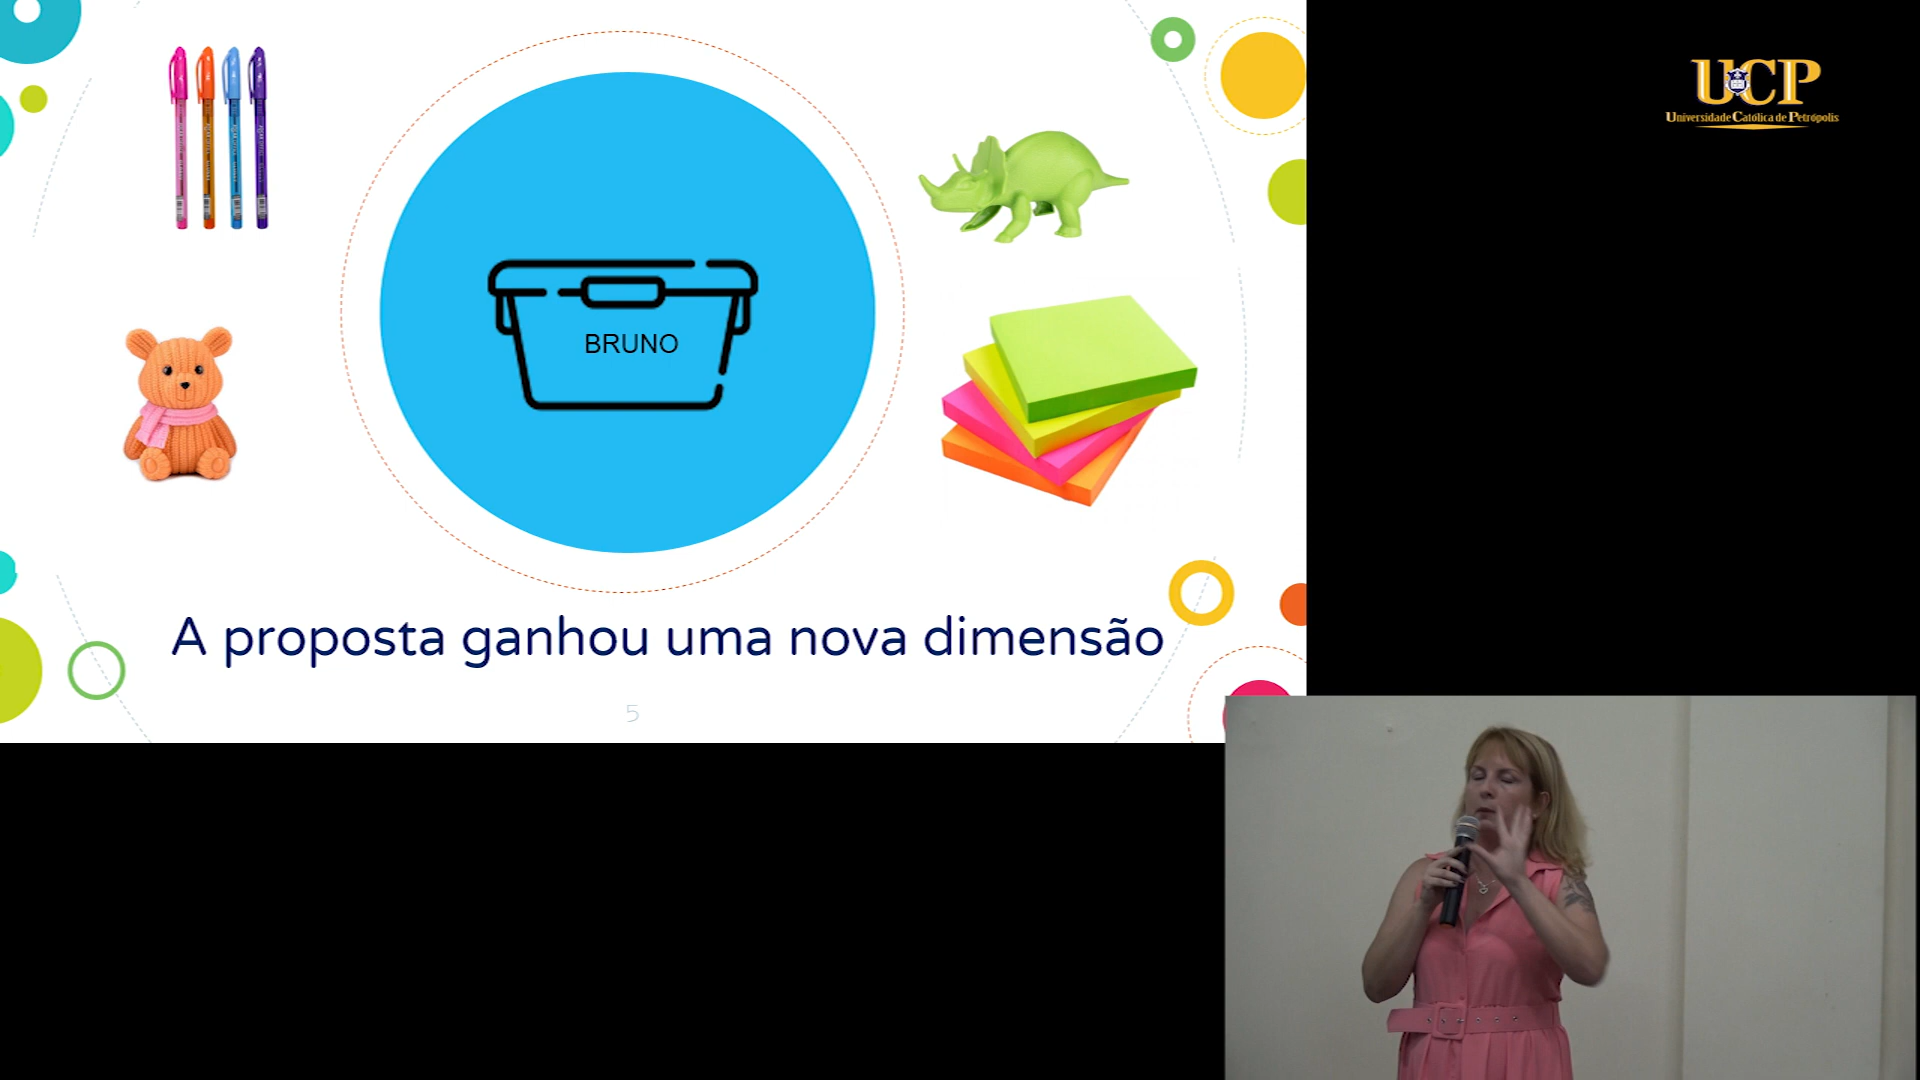 BRUNO
A proposta ganhou uma nova dimensão
5
UCP
Universidade Católica de Petrópolis